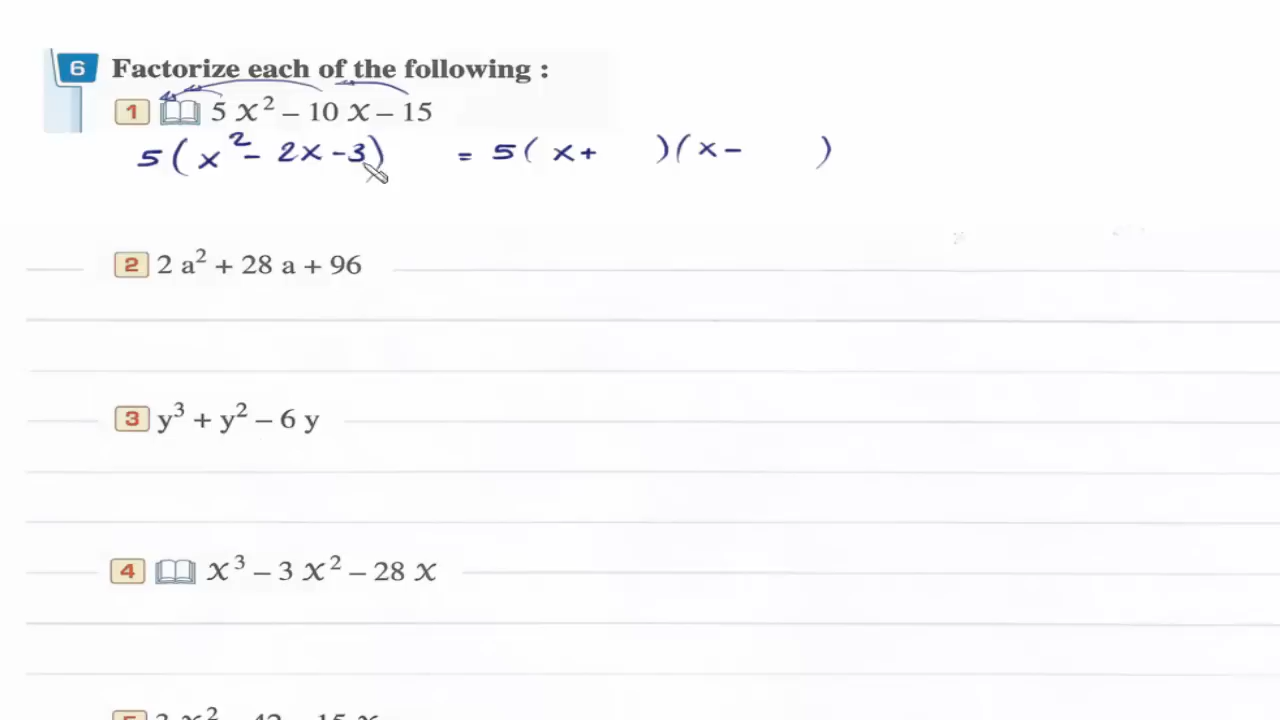 6 Factorize each of the following :
1 5 x² – 10 x – 15
5 ( x² - 2x - 3 ) = 5 ( x + ) ( x - )
2 2 a² + 28 a + 96
3 y³ + y² – 6 y
4 x³ – 3 x² – 28 x